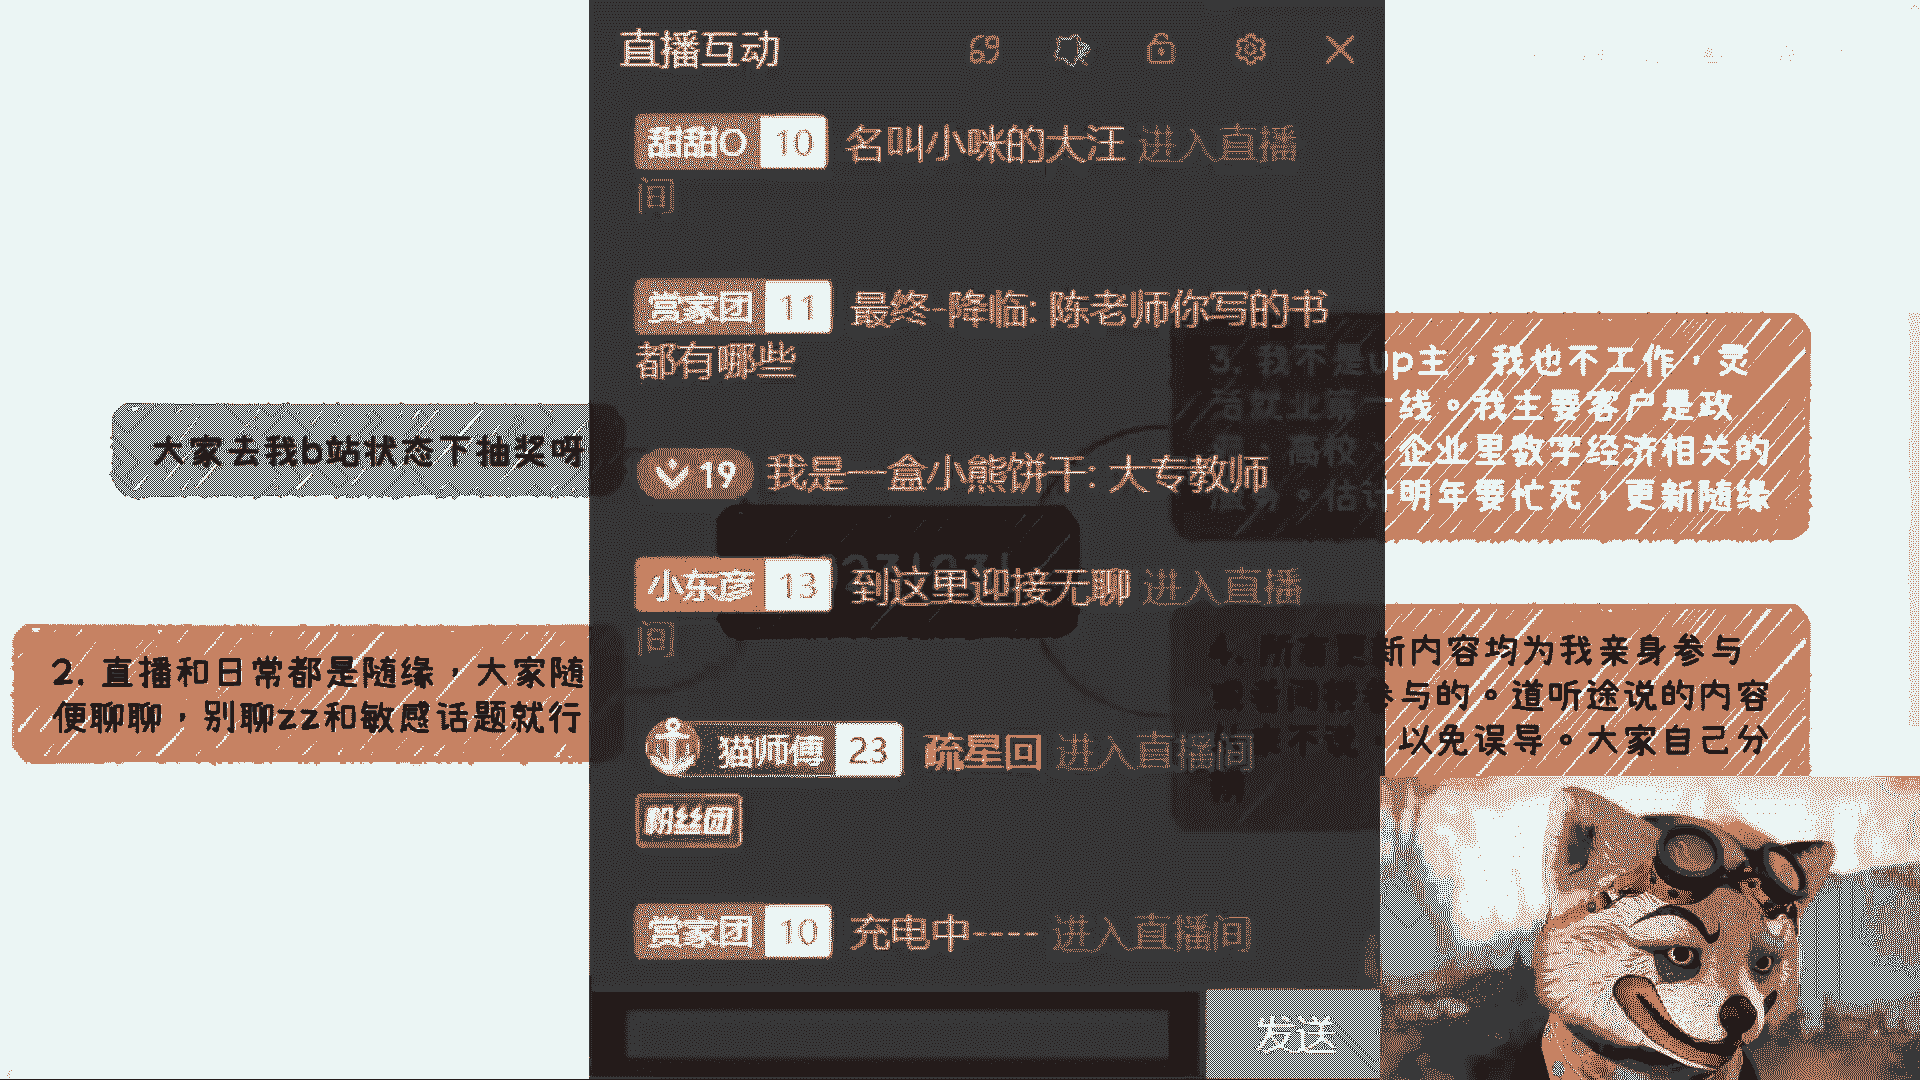 直播互动
69
甜甜O 10 名叫小咪的大汪 进入直播
间
赏家团 11 最终-降临: 陈老师你写的书
都有哪些
19 我是一盒小熊饼干: 大专教师
小东彦 13 到这里迎接无聊 进入直播
间
猫师傅 23 疏星回 进入直播间
粉丝团
赏家团 10 充电中---- 进入直播间
发送
大家去我b站状态下抽奖呀
2. 直播和日常都是随缘，大家随
便聊聊，别聊zz和敏感话题就行
3. 我不是up主，我也不工作，灵
活就业第一线。我主要客户是政
高校、企业里数字经济相关的
。估计明年要忙死，更新随缘
4. 所有更新内容均为我亲身参与
或者间接参与的。道听途说的内容
不说，以免误导。大家自己分